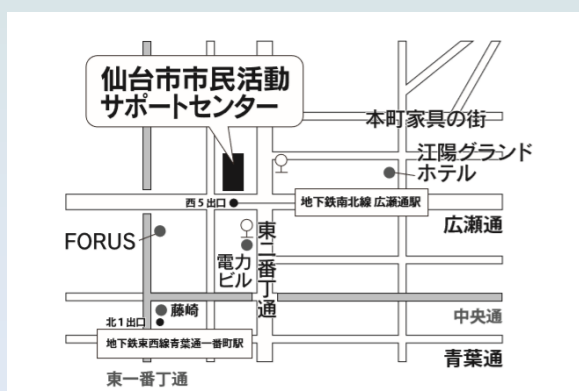 仙台市市民活動
サポートセンター
本町家具の街
江陽グランド
ホテル
西5出口
地下鉄南北線 広瀬通駅
広瀬通
FORUS
電力
ビル
東二番丁通
藤崎
北1出口
中央通
地下鉄東西線青葉通一番町駅
青葉通
東一番丁通